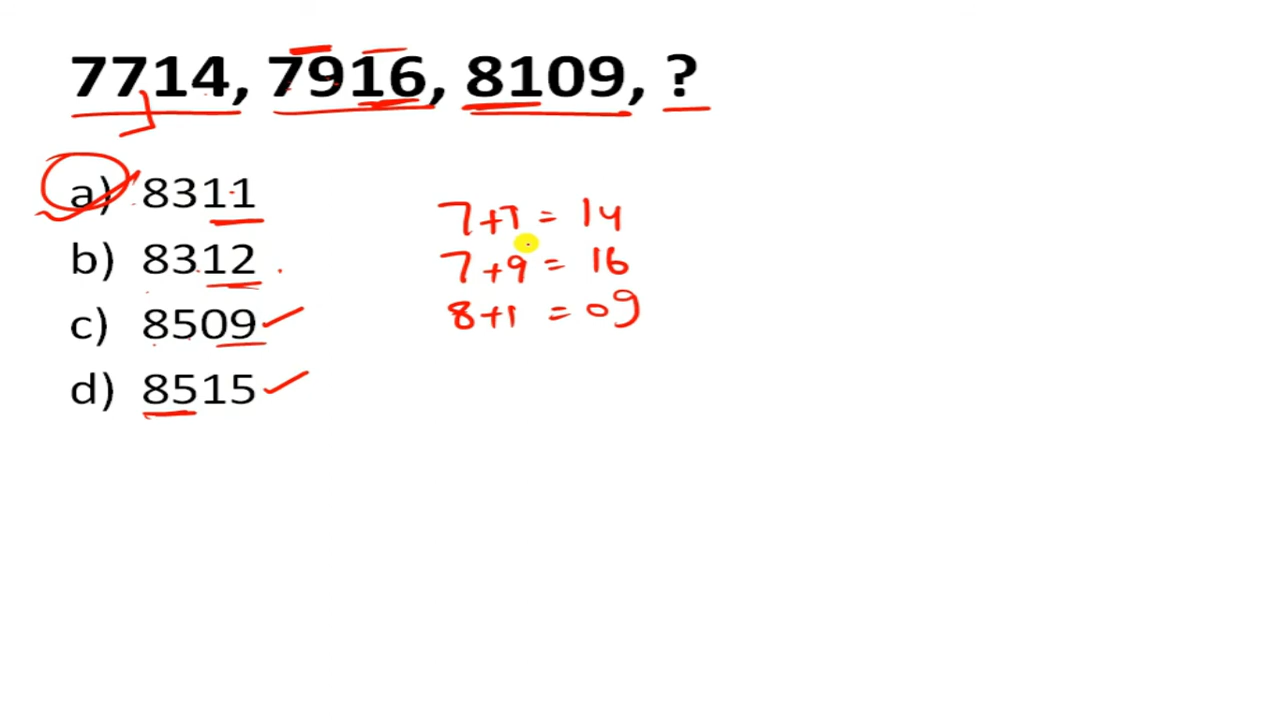 7714, 7916, 8109, ?
a) 8311
b) 8312
c) 8509
d) 8515
7+7 = 14
7+9 = 16
8+1 = 09